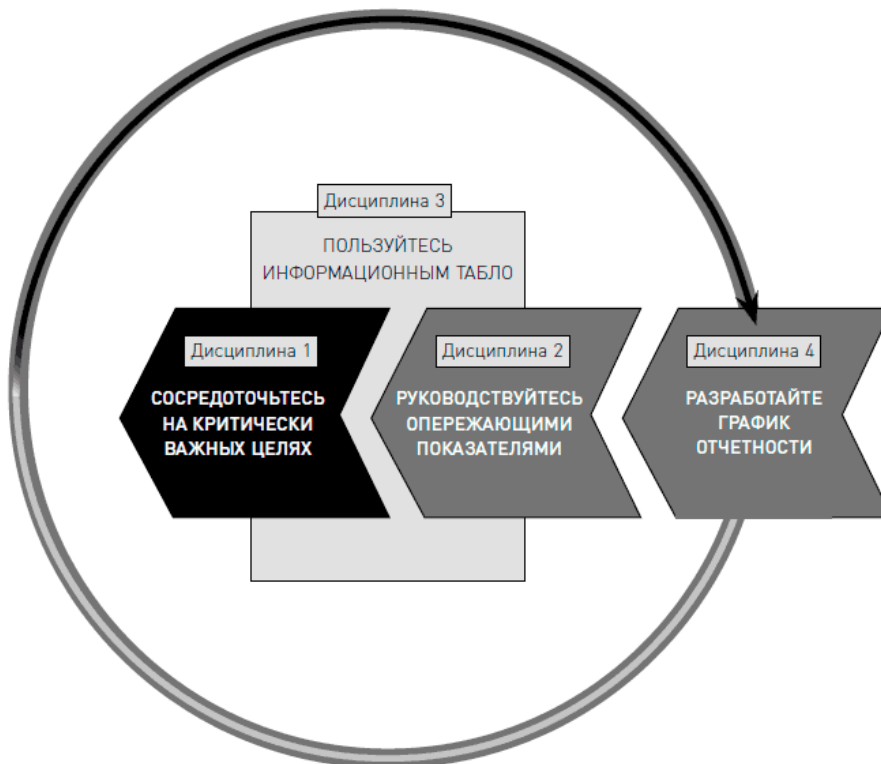 Дисциплина 3
ПОЛЬЗУЙТЕСЬ
ИНФОРМАЦИОННЫМ ТАБЛО
Дисциплина 1
СОСРЕДОТОЧЬТЕСЬ
НА КРИТИЧЕСКИ
ВАЖНЫХ ЦЕЛЯХ
Дисциплина 2
РУКОВОДСТВУЙТЕСЬ
ОПЕРЕЖАЮЩИМИ
ПОКАЗАТЕЛЯМИ
Дисциплина 4
РАЗРАБОТАЙТЕ
ГРАФИК
ОТЧЕТНОСТИ